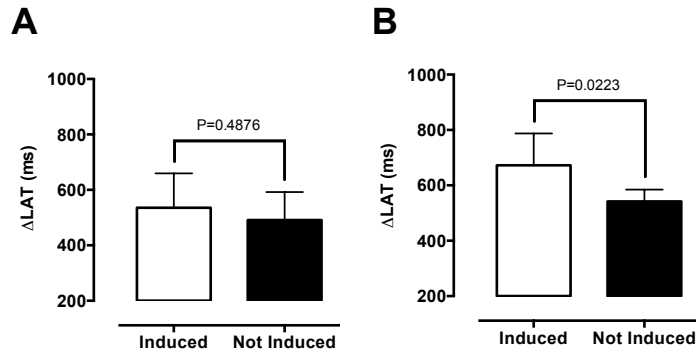 A
ΔLAT (ms)
1000
800
600
400
200
P=0.4876
Induced
Not Induced
B
ΔLAT (ms)
1000
800
600
400
200
P=0.0223
Induced
Not Induced